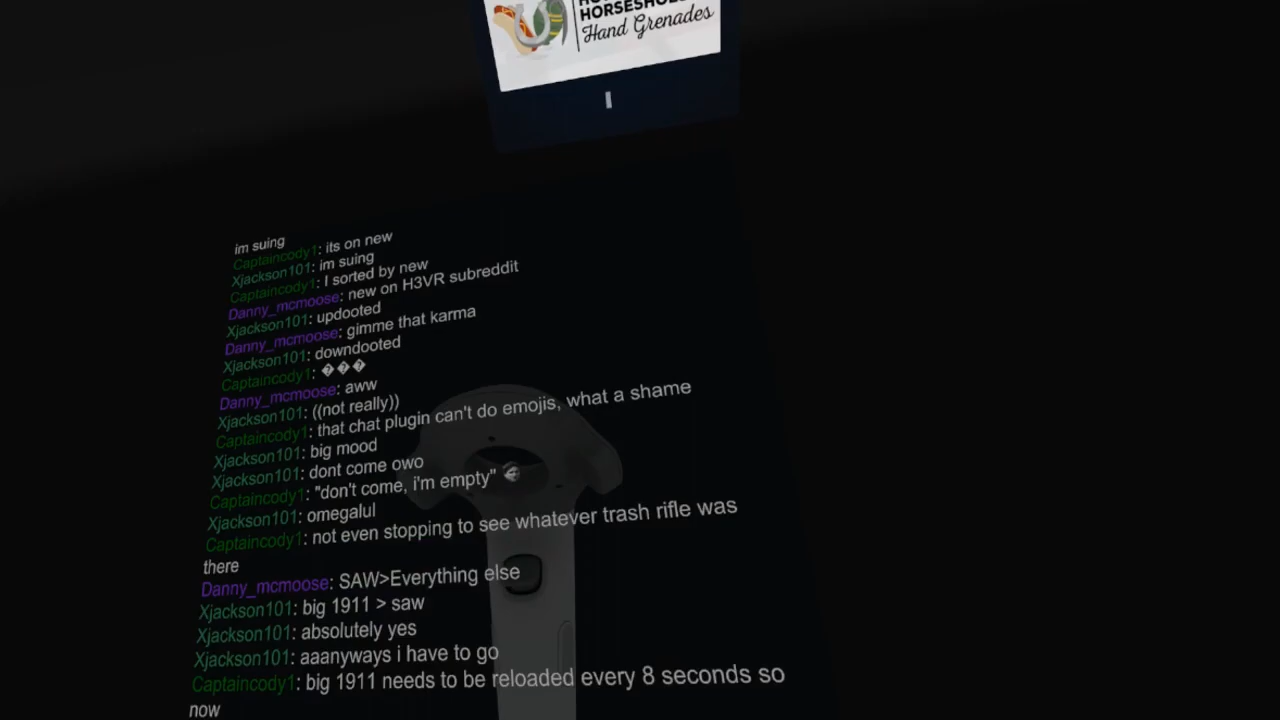 HORSESHOES
Hand Grenades
im suing
Captaincody1: its on new
Xjackson101: im suing
Captaincody1: I sorted by new
Danny_mcmoose: new on H3VR subreddit
Xjackson101: updooted
Danny_mcmoose: gimme that karma
Xjackson101: downdooted
Captaincody1: ���
Danny_mcmoose: aww
Xjackson101: ((not really))
Captaincody1: that chat plugin can't do emojis, what a shame
Xjackson101: big mood
Xjackson101: dont come owo
Captaincody1: "don't come, i'm empty"
Xjackson101: omegalul
Captaincody1: not even stopping to see whatever trash rifle was
there
Danny_mcmoose: SAW>Everything else
Xjackson101: big 1911 > saw
Xjackson101: absolutely yes
Xjackson101: aaanyways i have to go
Captaincody1: big 1911 needs to be reloaded every 8 seconds so
now